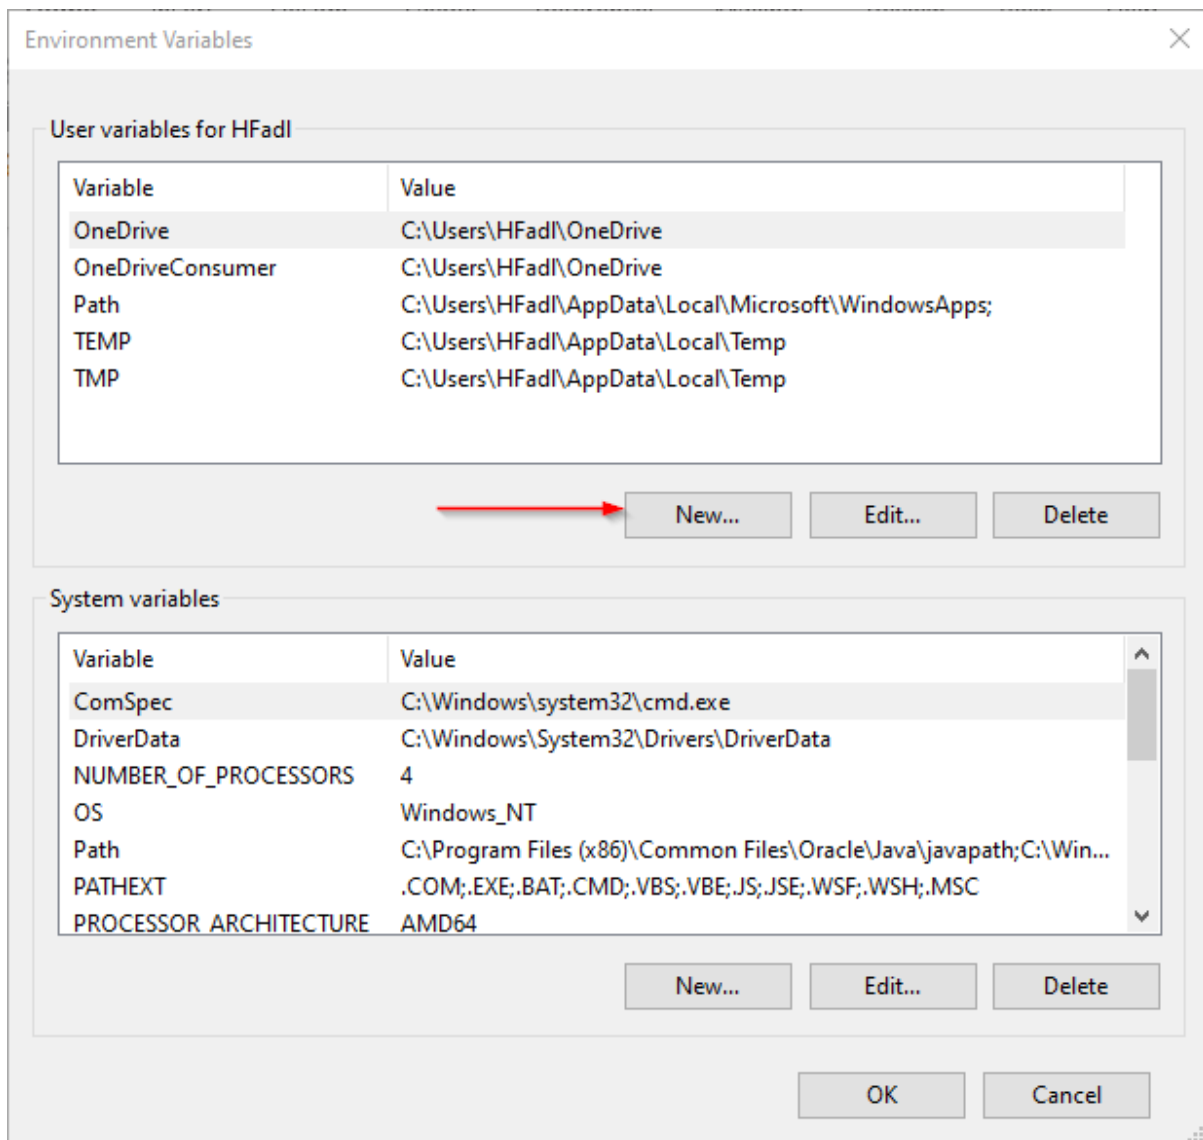 Environment Variables
User variables for HFadl
Variable Value
OneDrive C:\Users\HFadl\OneDrive
OneDriveConsumer C:\Users\HFadl\OneDrive
Path C:\Users\HFadl\AppData\Local\Microsoft\WindowsApps;
TEMP C:\Users\HFadl\AppData\Local\Temp
TMP C:\Users\HFadl\AppData\Local\Temp
New... Edit... Delete
System variables
Variable Value
ComSpec C:\Windows\system32\cmd.exe
DriverData C:\Windows\System32\Drivers\DriverData
NUMBER_OF_PROCESSORS 4
OS Windows_NT
Path C:\Program Files (x86)\Common Files\Oracle\Java\javapath;C:\Win...
PATHEXT .COM;.EXE;.BAT;.CMD;.VBS;.VBE;.JS;.JSE;.WSF;.WSH;.MSC
PROCESSOR_ARCHITECTURE AMD64
New... Edit... Delete
OK Cancel